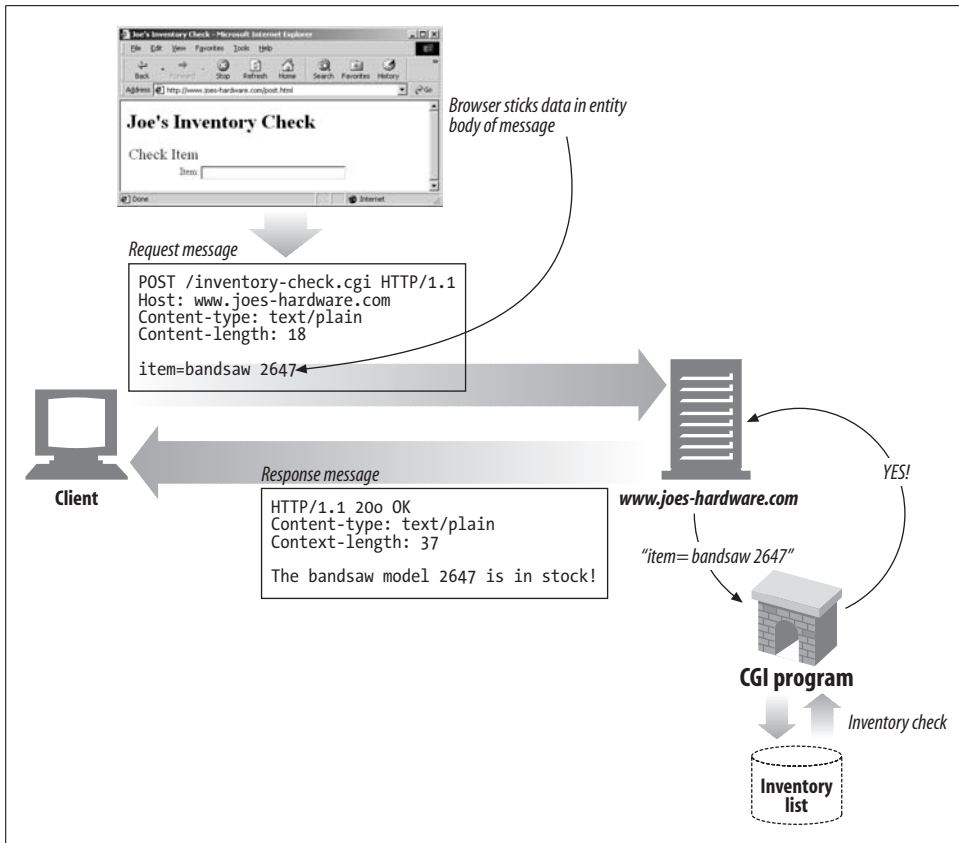 Joe's Inventory Check - Microsoft Internet Explorer
File Edit View Favorites Tools Help
Back Forward Stop Refresh Home Search Favorites History
Address http://www.joes-hardware.com/post.html Go
Joe's Inventory Check
Check Item
Item:
Done Internet
Browser sticks data in entity
body of message
Request message
POST /inventory-check.cgi HTTP/1.1
Host: www.joes-hardware.com
Content-type: text/plain
Content-length: 18
item=bandsaw 2647
Client
Response message
HTTP/1.1 20o OK
Content-type: text/plain
Context-length: 37
The bandsaw model 2647 is in stock!
www.joes-hardware.com
YES!
“item= bandsaw 2647”
CGI program
Inventory check
Inventory
list